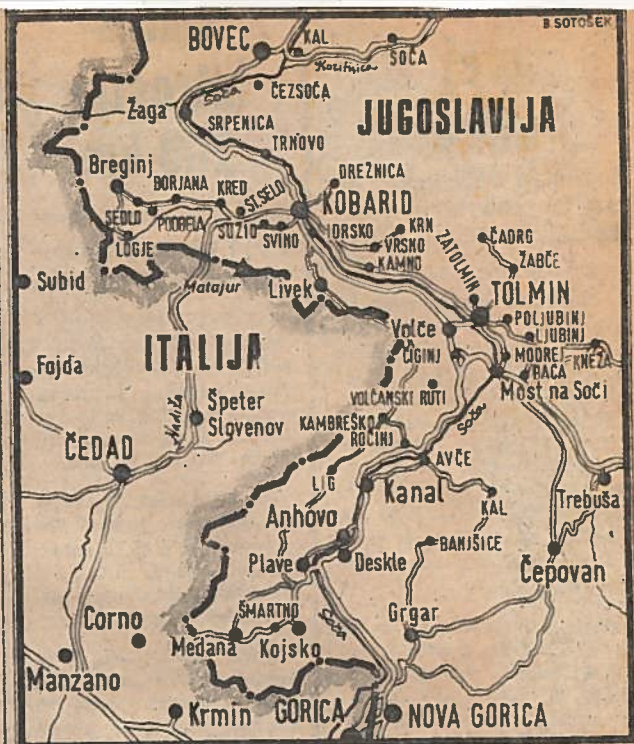 B. SOTOŠEK
BOVEC
KAL
SOČA
Koritnica
Soča
ČEZSOČA
Žaga
SRPENICA
JUGOSLAVIJA
TRNOVO
Breginj
BORJANA
KRED
ST. SELO
DREŽNICA
KOBARID
SEDLO
PODBELA
SUŽID
SVINO
IDRSKO
KRN
VRSNO
KAMNO
ČADRG
ŽABČE
ZATOLMIN
LOGJE
Subid
Matajur
Livek
TOLMIN
POLJUBINJ
LJUBINJ
Volče
ITALIJA
ČIGINJ
MODREJ
KNEŽA
BAČA
Most na Soči
Fojda
VOLČANSKI RUTI
Špeter
Slovenov
Nadiža
KAMBREŠKO
ROČINJ
Soča
ČEDAD
AVČE
LIG
Kanal
KAL
Trebuša
Anhovo
BANJŠICE
Plave
Deskle
Čepovan
ŠMARTNO
Soča
Grgar
Corno
Medana
Kojsko
Manzano
Krmin
GORICA
NOVA GORICA